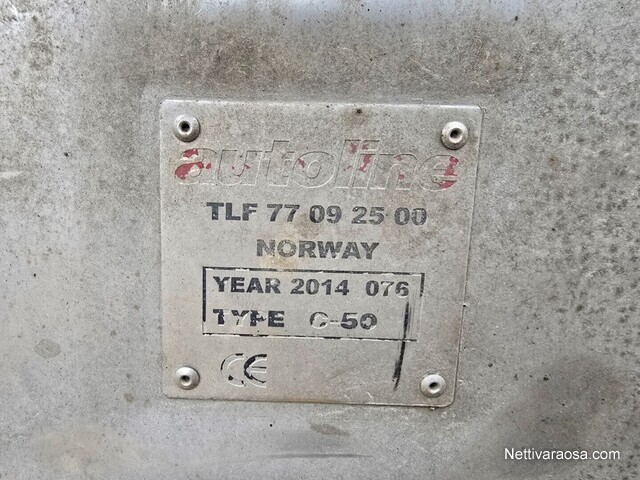 autoline
TLF 77 09 25 00
NORWAY
YEAR 2014 076
TYPE C-50
CE
Nettivaraosa.com